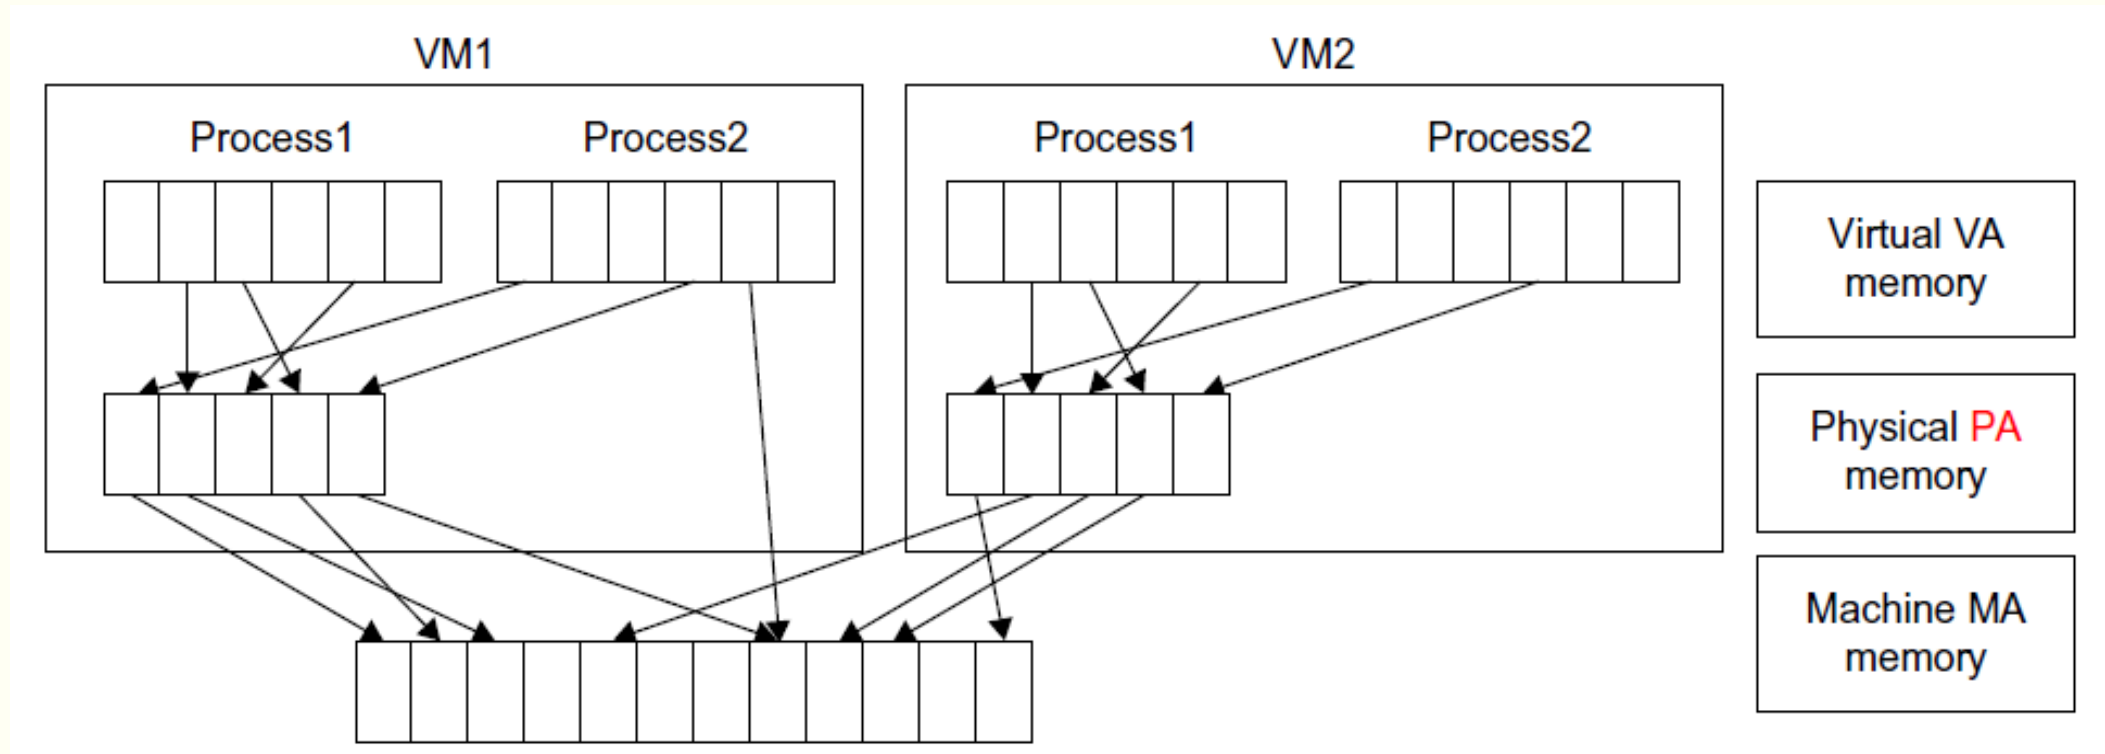 VM1
VM2
Process1
Process2
Process1
Process2
Virtual VA
memory
Physical PA
memory
Machine MA
memory